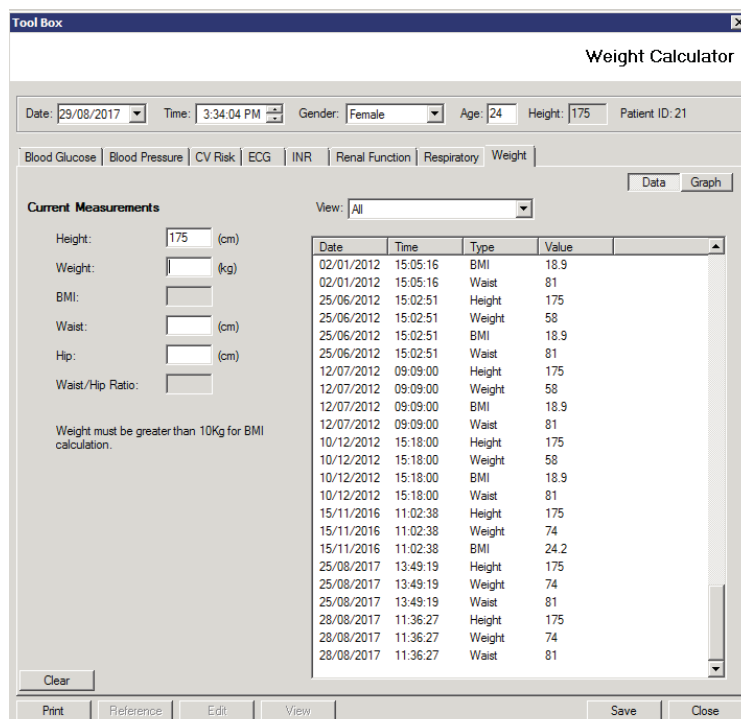 Tool Box
Weight Calculator
Date: 29/08/2017 Time: 3:34:04 PM Gender: Female Age: 24 Height: 175 Patient ID: 21
Blood Glucose Blood Pressure CV Risk ECG INR Renal Function Respiratory Weight
Data Graph
Current Measurements
Height: 175 (cm)
Weight: (kg)
BMI:
Waist: (cm)
Hip: (cm)
Waist/Hip Ratio:
Weight must be greater than 10Kg for BMI
calculation.
View: All
Date Time Type Value
02/01/2012 15:05:16 BMI 18.9
02/01/2012 15:05:16 Waist 81
25/06/2012 15:02:51 Height 175
25/06/2012 15:02:51 Weight 58
25/06/2012 15:02:51 BMI 18.9
25/06/2012 15:02:51 Waist 81
12/07/2012 09:09:00 Height 175
12/07/2012 09:09:00 Weight 58
12/07/2012 09:09:00 BMI 18.9
12/07/2012 09:09:00 Waist 81
10/12/2012 15:18:00 Height 175
10/12/2012 15:18:00 Weight 58
10/12/2012 15:18:00 BMI 18.9
10/12/2012 15:18:00 Waist 81
15/11/2016 11:02:38 Height 175
15/11/2016 11:02:38 Weight 74
15/11/2016 11:02:38 BMI 24.2
25/08/2017 13:49:19 Height 175
25/08/2017 13:49:19 Weight 74
25/08/2017 13:49:19 Waist 81
28/08/2017 11:36:27 Height 175
28/08/2017 11:36:27 Weight 74
28/08/2017 11:36:27 Waist 81
Clear
Print Reference Edit View Save Close